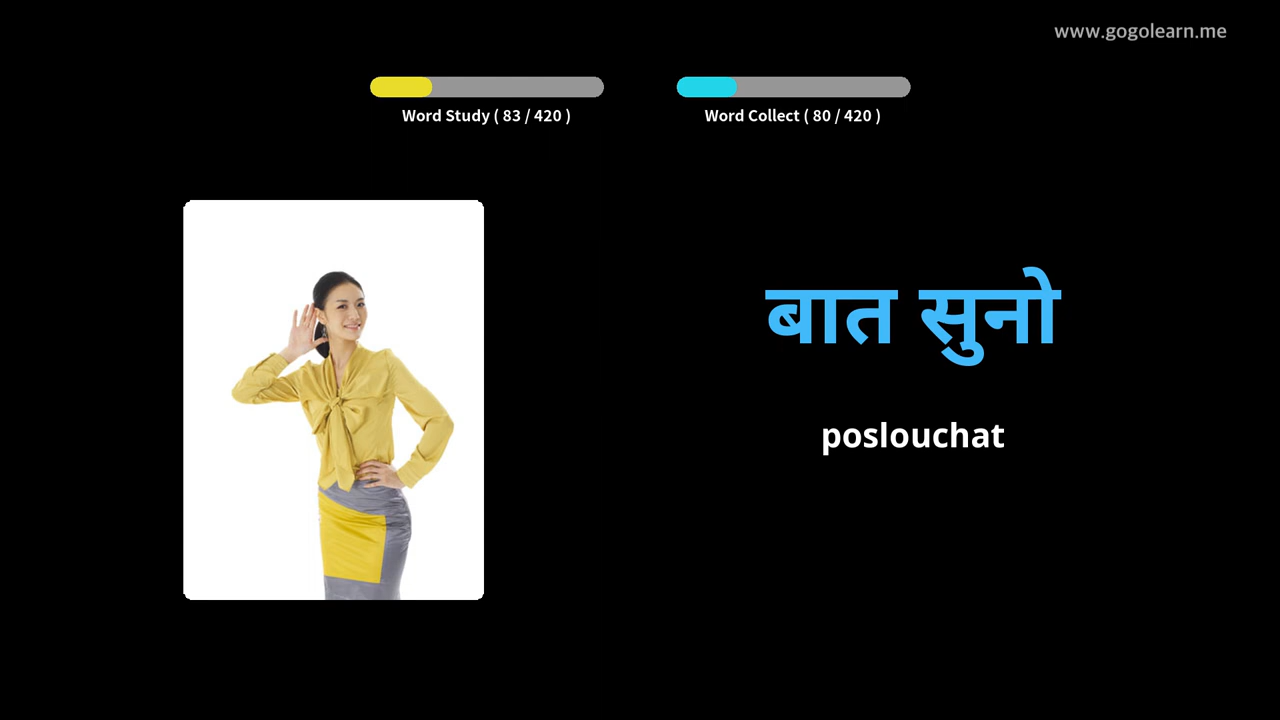 www.gogolearn.me
Word Study ( 83 / 420 )
Word Collect ( 80 / 420 )
बात सुनो
poslouchat